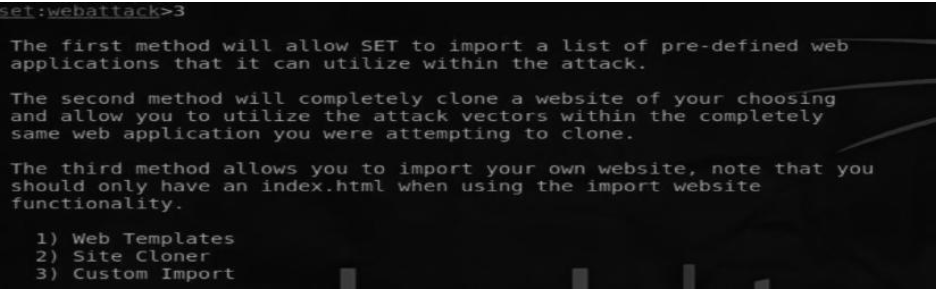 set:webattack>3
The first method will allow SET to import a list of pre-defined web
applications that it can utilize within the attack.
The second method will completely clone a website of your choosing
and allow you to utilize the attack vectors within the completely
same web application you were attempting to clone.
The third method allows you to import your own website, note that you
should only have an index.html when using the import website
functionality.
1) Web Templates
2) Site Cloner
3) Custom Import